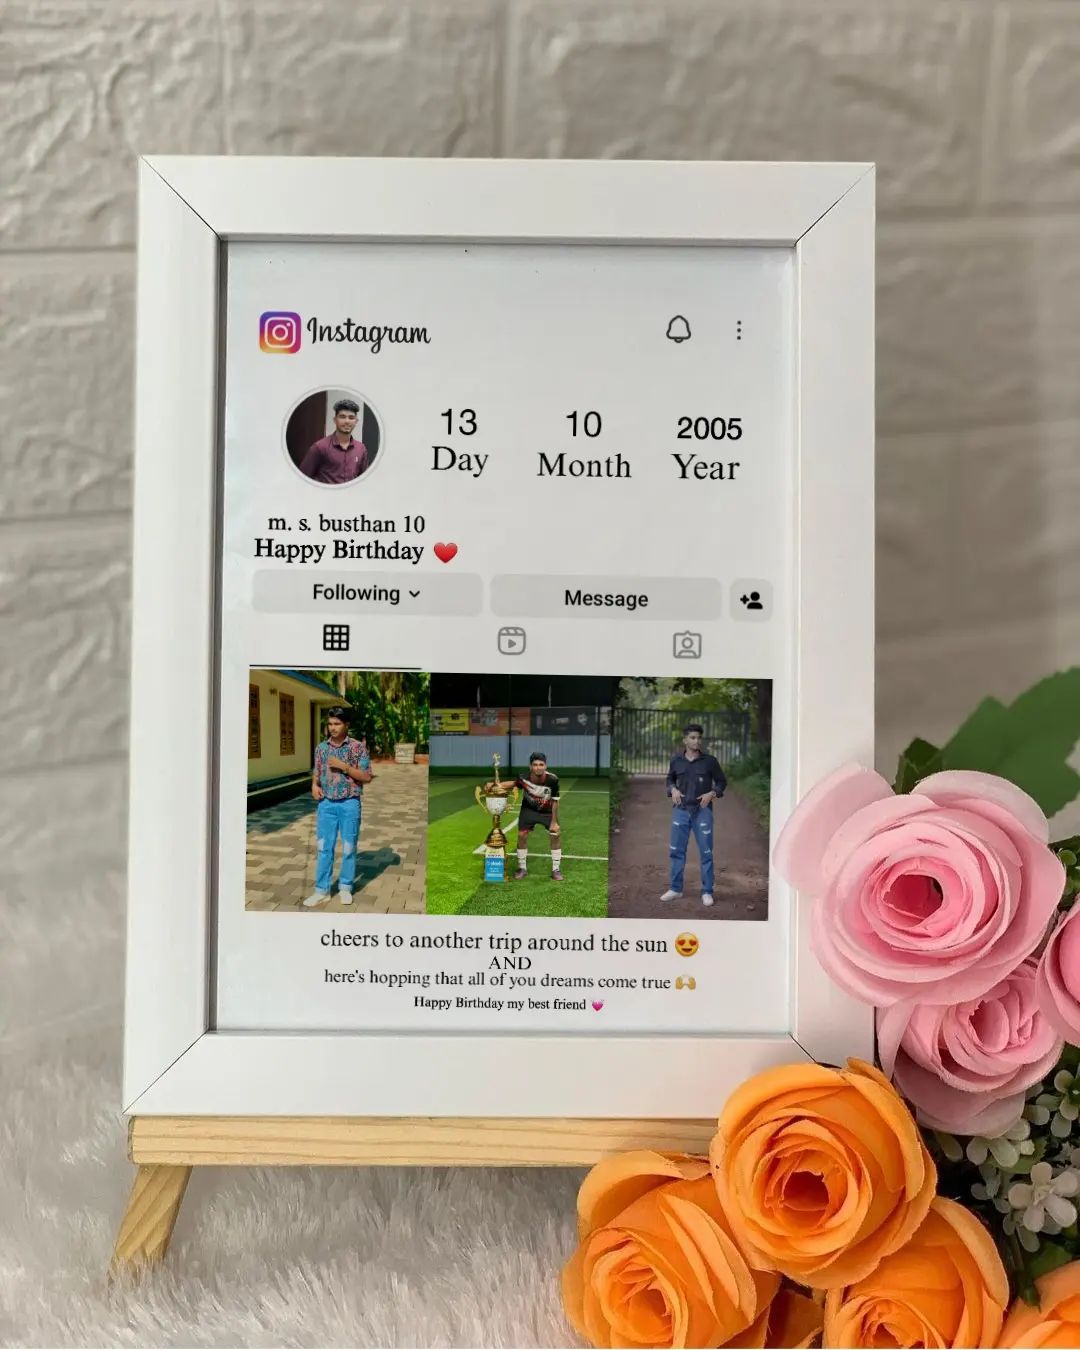 Instagram
13 10 2005
Day Month Year
m. s. busthan 10
Happy Birthday ❤️
Following Message
cheers to another trip around the sun 😍
AND
here's hopping that all of you dreams come true 🙌
Happy Birthday my best friend 💓